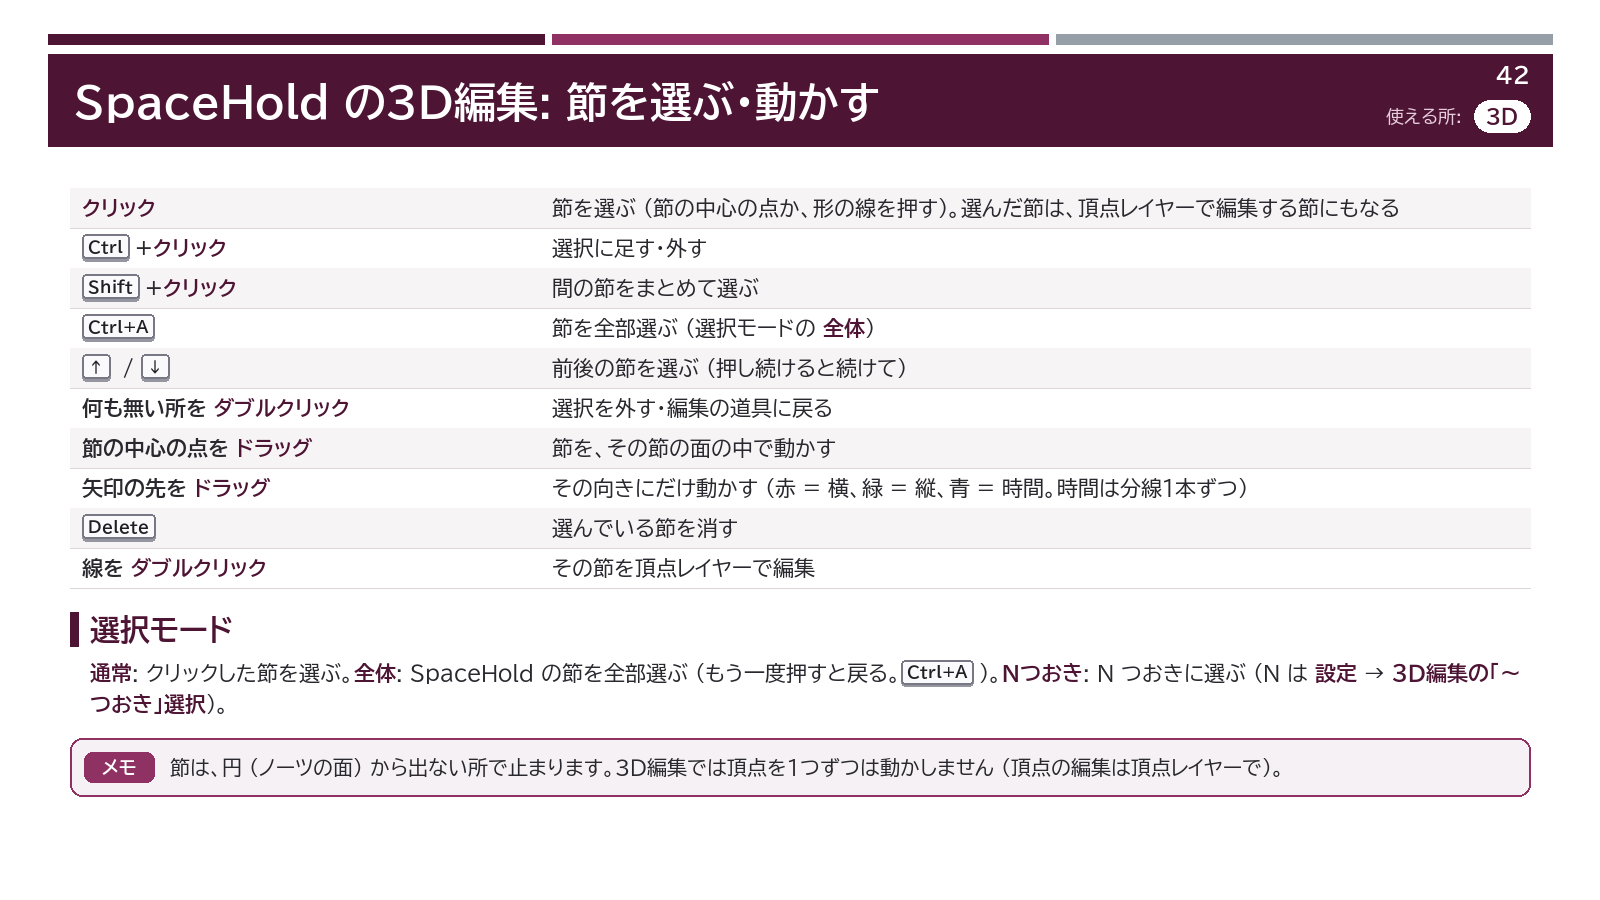 SpaceHold の3D編集: 節を選ぶ・動かす
42
使える所: 3D
クリック 節を選ぶ（節の中心の点か、形の線を押す）。選んだ節は、頂点レイヤーで編集する節にもなる
Ctrl +クリック 選択に足す・外す
Shift +クリック 間の節をまとめて選ぶ
Ctrl+A 節を全部選ぶ（選択モードの 全体）
↑ / ↓ 前後の節を選ぶ（押し続けると続けて）
何も無い所を ダブルクリック 選択を外す・編集の道具に戻る
節の中心の点を ドラッグ 節を、その節の面の中で動かす
矢印の先を ドラッグ その向きにだけ動かす（赤 = 横、緑 = 縦、青 = 時間。時間は分線1本ずつ）
Delete 選んでいる節を消す
線を ダブルクリック その節を頂点レイヤーで編集
選択モード
通常: クリックした節を選ぶ。全体: SpaceHold の節を全部選ぶ（もう一度押すと戻る。Ctrl+A ）。Nつおき: N つおきに選ぶ（N は 設定 → 3D編集の「～
つおき」選択）。
メモ 節は、円（ノーツの面）から出ない所で止まります。3D編集では頂点を1つずつは動かしません（頂点の編集は頂点レイヤーで）。